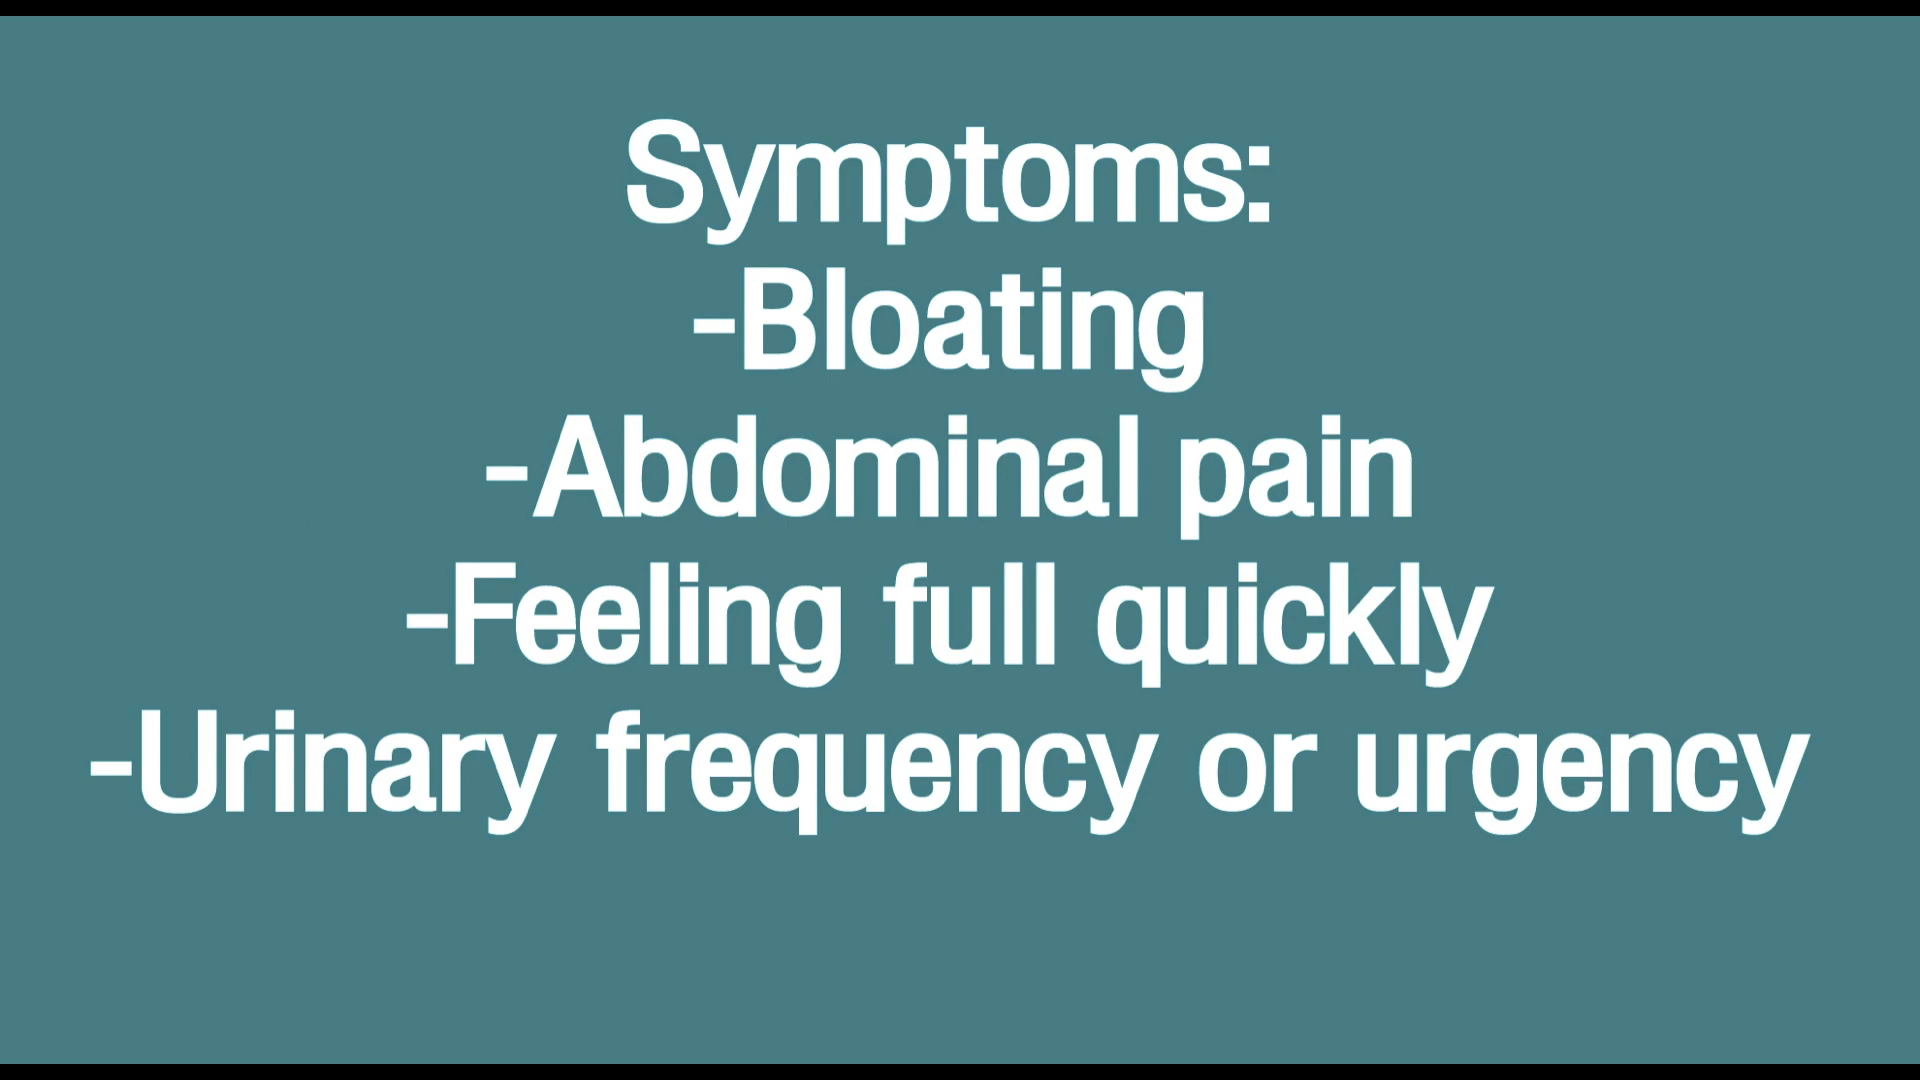 Symptoms:
-Bloating
-Abdominal pain
-Feeling full quickly
-Urinary frequency or urgency